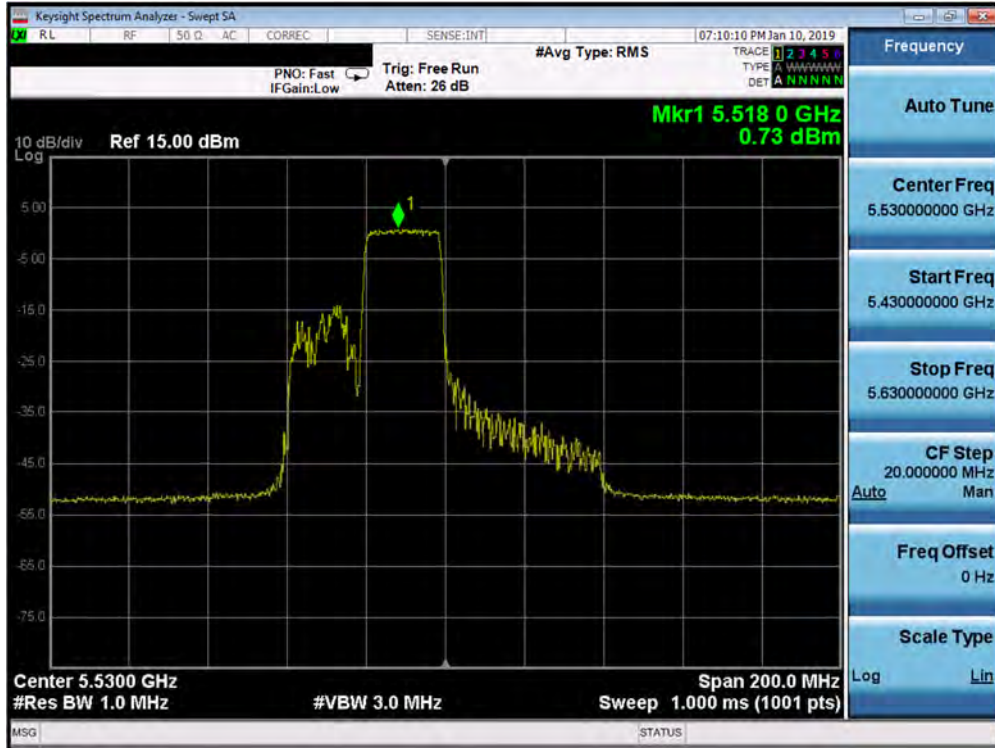 Keysight Spectrum Analyzer - Swept SA
LXI RL RF 50 Ω AC CORREC SENSE:INT 07:10:10 PM Jan 10, 2019
#Avg Type: RMS
TRACE 1 2 3 4 5 6
PNO: Fast Trig: Free Run
TYPE A WWWWW
IFGain:Low Atten: 26 dB
DET A N N N N N
Mkr1 5.518 0 GHz
0.73 dBm
10 dB/div Ref 15.00 dBm
Log
1
5.00
-5.00
-15.0
-25.0
-35.0
-45.0
-55.0
-65.0
-75.0
Center 5.5300 GHz Span 200.0 MHz
#Res BW 1.0 MHz #VBW 3.0 MHz Sweep 1.000 ms (1001 pts)
MSG STATUS
Frequency
Auto Tune
Center Freq
5.530000000 GHz
Start Freq
5.430000000 GHz
Stop Freq
5.630000000 GHz
CF Step
20.000000 MHz
Auto Man
Freq Offset
0 Hz
Scale Type
Log Lin